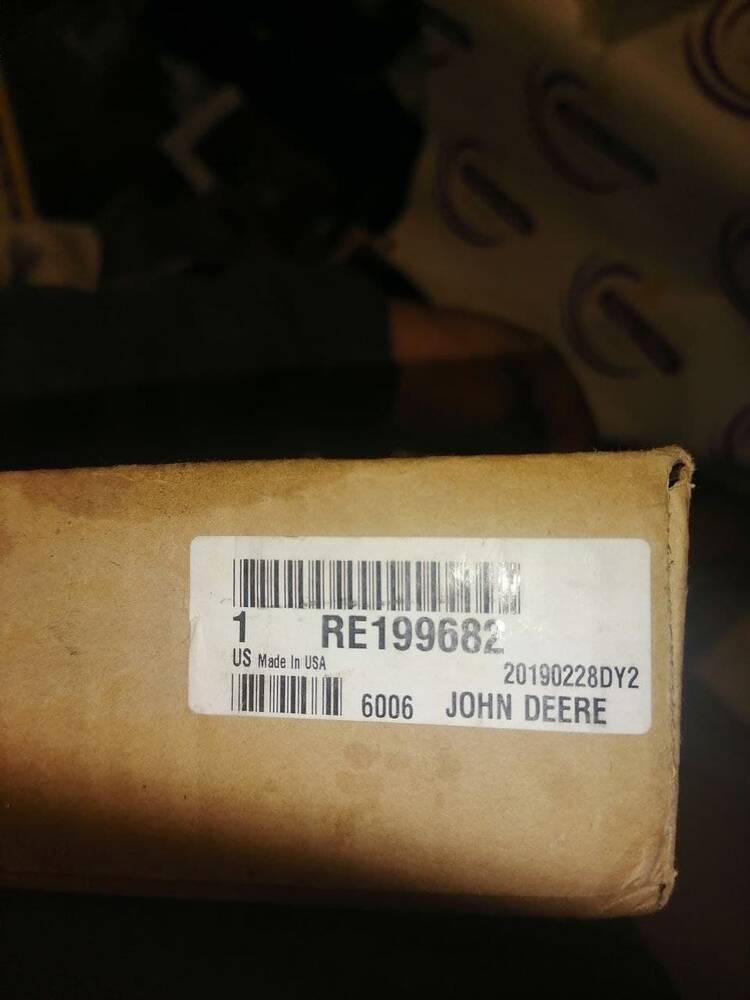 1 RE199682
US Made In USA
20190228DY2
6006 JOHN DEERE